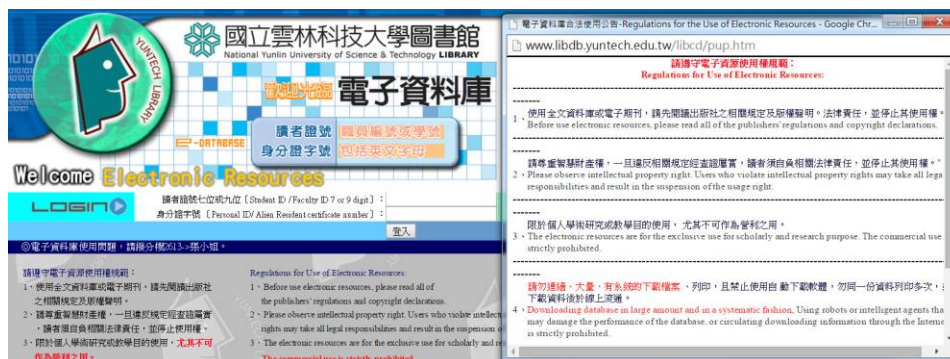 YUNTECH LIBRARY
國立雲林科技大學圖書館
National Yunlin University of Science & Technology LIBRARY
歡迎光臨 電子資料庫
E-DATABASE
讀者證號 職員編號或學號
身分證字號 包括英文字母
Welcome Electronic Resources
LOGIN
讀者證號七位或九位 [Student ID / Faculty ID 7 or 9 digit] :
身分證字號 [Personal ID/ Alien Resident certificate number] :
登入
◎電子資料庫使用問題,請撥分機2613->張小姐。
請遵守電子資源使用權規範:
1、使用全文資料庫或電子期刊,請先閱讀出版社
之相關規定及版權聲明。
2、請尊重智慧財產權,一旦違反相關規定經查證屬實
,讀者須自負相關法律責任,並停止使用權。
3、限於個人學術研究或教學目的使用,尤其不可
作為營利之用。
Regulations for Use of Electronic Resources:
1、Before use electronic resources, please read all of
the publishers' regulations and copyright declarations.
2、Please observe intellectual property right. Users who violate intellectu
rights may take all legal responsibilities and result in the suspension o
3、The electronic resources are for the exclusive use for scholarly and re
The commercial use is strictly prohibited.
電子資料庫合法使用公告-Regulations for the Use of Electronic Resources - Google Chr...
www.libdb.yuntech.edu.tw/libcd/pup.htm
請遵守電子資源使用權規範:
Regulations for Use of Electronic Resources:
1、使用全文資料庫或電子期刊,請先閱讀出版社之相關規定及版權聲明。法律責任,並停止其使用權。
Before use electronic resources, please read all of the publishers' regulations and copyright declarations.
請尊重智慧財產權,一旦違反相關規定經查證屬實,讀者須自負相關法律責任,並停止其使用權。"
2、Please observe intellectual property right. Users who violate intellectual property rights may take all lega
responsibilities and result in the suspension of the usage right.
限於個人學術研究或教學目的使用,尤其不可作為營利之用。
3、The electronic resources are for the exclusive use for scholarly and research purpose. The commercial use
strictly prohibited.
請勿連續、大量、有系統的下載檔案、列印,且禁止使用自動下載軟體,勿同一份資料列印多次,
下載資料後於線上流通。
4、Downloading database in large amount and in a systematic fashion. Using robots or intelligent agents tha
may damage the performance of the database, or circulating downloading information through the Interne
is strictly prohibited.